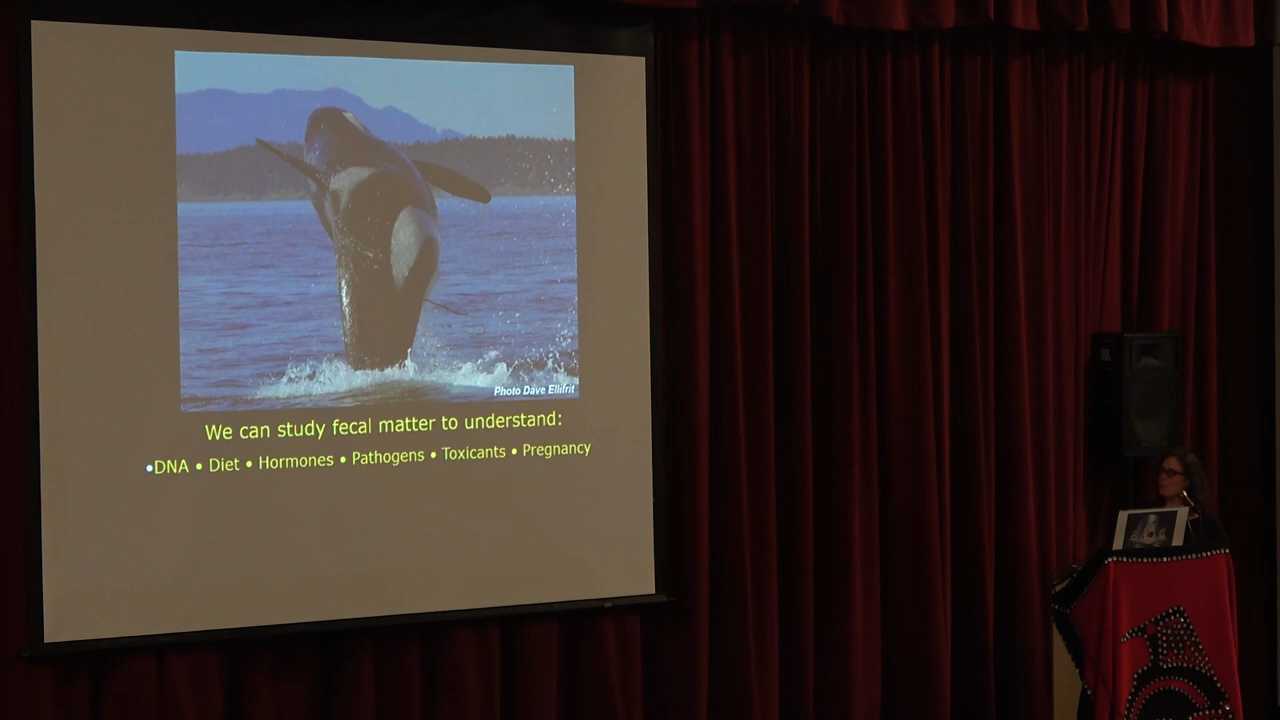 Photo Dave Ellifrit
We can study fecal matter to understand:
•DNA • Diet • Hormones • Pathogens • Toxicants • Pregnancy